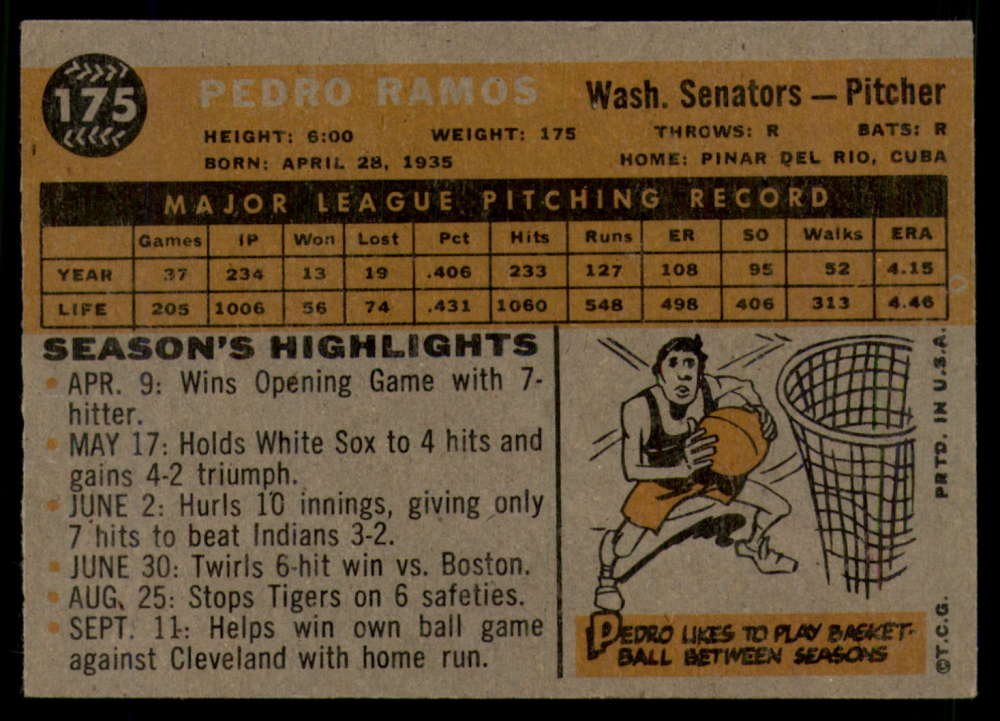 175
PEDRO RAMOS
Wash. Senators — Pitcher
HEIGHT: 6:00 WEIGHT: 175 THROWS: R BATS: R
BORN: APRIL 28, 1935 HOME: PINAR DEL RIO, CUBA
MAJOR LEAGUE PITCHING RECORD
Games IP Won Lost Pct Hits Runs ER SO Walks ERA
YEAR 37 234 13 19 .406 233 127 108 95 52 4.15
LIFE 205 1006 56 74 .431 1060 548 498 406 313 4.46
SEASON'S HIGHLIGHTS
APR. 9: Wins Opening Game with 7-
hitter.
MAY 17: Holds White Sox to 4 hits and
gains 4-2 triumph.
JUNE 2: Hurls 10 innings, giving only
7 hits to beat Indians 3-2.
JUNE 30: Twirls 6-hit win vs. Boston.
AUG. 25: Stops Tigers on 6 safeties.
SEPT. 11: Helps win own ball game
against Cleveland with home run.
PEDRO LIKES TO PLAY BASKET-
BALL BETWEEN SEASONS
©T.C.G. PRTD. IN U.S.A.